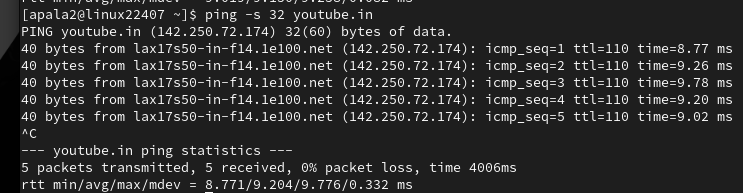 [apala2@linux22407 ~]$ ping -s 32 youtube.in
PING youtube.in (142.250.72.174) 32(60) bytes of data.
40 bytes from lax17s50-in-f14.1e100.net (142.250.72.174): icmp_seq=1 ttl=110 time=8.77 ms
40 bytes from lax17s50-in-f14.1e100.net (142.250.72.174): icmp_seq=2 ttl=110 time=9.26 ms
40 bytes from lax17s50-in-f14.1e100.net (142.250.72.174): icmp_seq=3 ttl=110 time=9.78 ms
40 bytes from lax17s50-in-f14.1e100.net (142.250.72.174): icmp_seq=4 ttl=110 time=9.20 ms
40 bytes from lax17s50-in-f14.1e100.net (142.250.72.174): icmp_seq=5 ttl=110 time=9.02 ms
^C
--- youtube.in ping statistics ---
5 packets transmitted, 5 received, 0% packet loss, time 4006ms
rtt min/avg/max/mdev = 8.771/9.204/9.776/0.332 ms